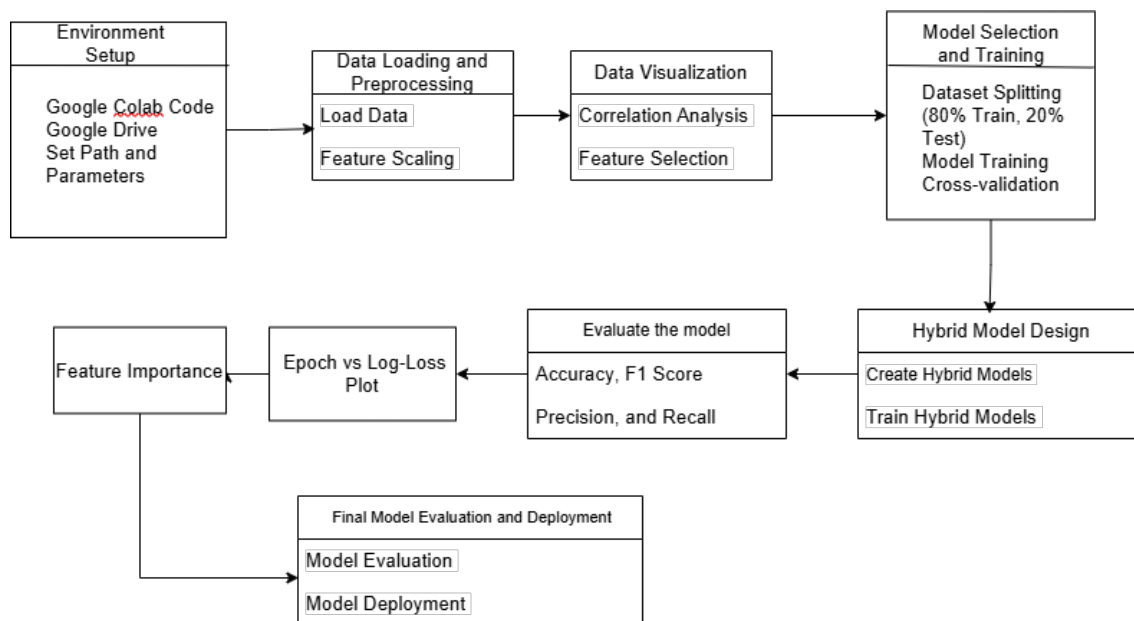 Environment
Setup
Google Colab Code
Google Drive
Set Path and
Parameters
Data Loading and
Preprocessing
Load Data
Feature Scaling
Data Visualization
Correlation Analysis
Feature Selection
Model Selection
and Training
Dataset Splitting
(80% Train, 20%
Test)
Model Training
Cross-validation
Hybrid Model Design
Create Hybrid Models
Train Hybrid Models
Evaluate the model
Accuracy, F1 Score
Precision, and Recall
Epoch vs Log-Loss
Plot
Feature Importance
Final Model Evaluation and Deployment
Model Evaluation
Model Deployment